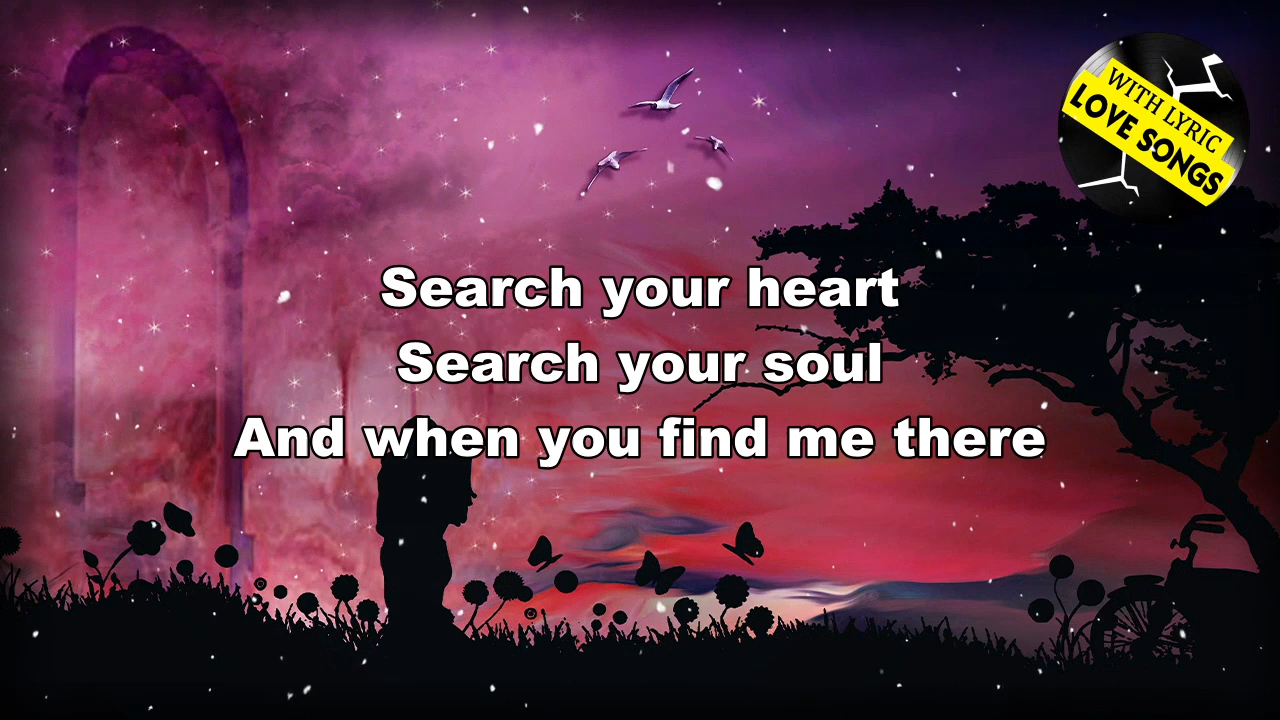 WITH LYRIC
LOVE SONGS
Search your heart
Search your soul
And when you find me there